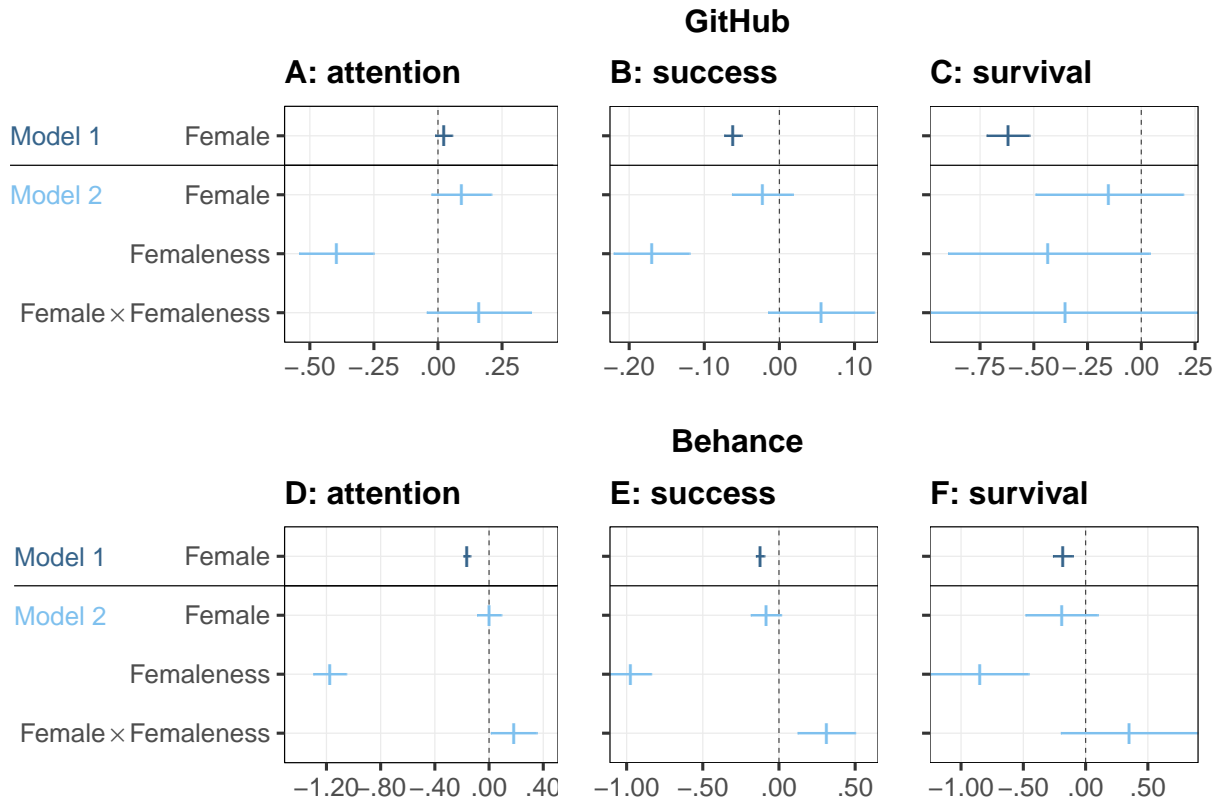 GitHub
A: attention B: success C: survival
Model 1 Female
Model 2 Female
Femaleness
Female × Femaleness
−.50 −.25 .00 .25 −.20 −.10 .00 .10 −.75 −.50 −.25 .00 .25
Behance
D: attention E: success F: survival
Model 1 Female
Model 2 Female
Femaleness
Female × Femaleness
−1.20 −.80 −.40 .00 .40 −1.00 −.50 .00 .50 −1.00 −.50 .00 .50